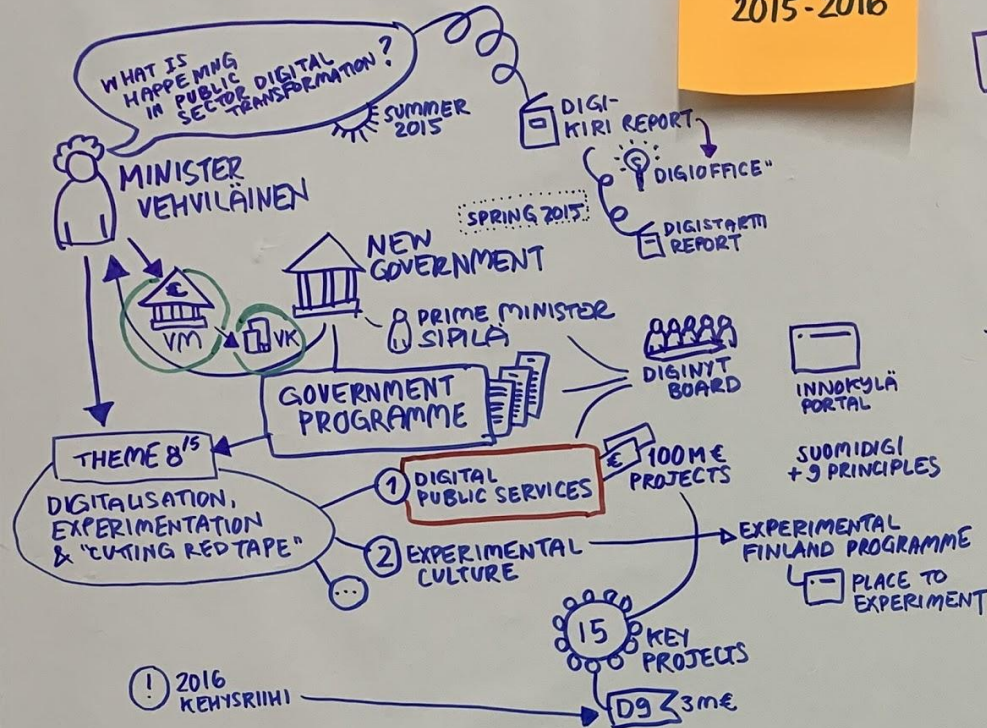 2015-2016
WHAT IS
HAPPENING
IN PUBLIC
SECTOR DIGITAL
TRANSFORMATION?
SUMMER
2015
DIGI-
KIRI REPORT
DIGIOFFICE"
DIGISTARTTI
REPORT
MINISTER
VEHVILÄINEN
SPRING 2015
NEW
GOVERNMENT
PRIME MINISTER
SIPILÄ
€
VM
VK
DIGINYT
BOARD
INNOKYLÄ
PORTAL
GOVERNMENT
PROGRAMME
THEME 8'15
DIGITALISATION,
EXPERIMENTATION
& "CUTING RED TAPE"
1 DIGITAL
PUBLIC SERVICES
€ 100M€
PROJECTS
SUOMIDIGI
+ 9 PRINCIPLES
2 EXPERIMENTAL
CULTURE
...
EXPERIMENTAL
FINLAND PROGRAMME
PLACE TO
EXPERIMENT
15
KEY
PROJECTS
! 2016
KEHYSRIIHI
D9 3M€